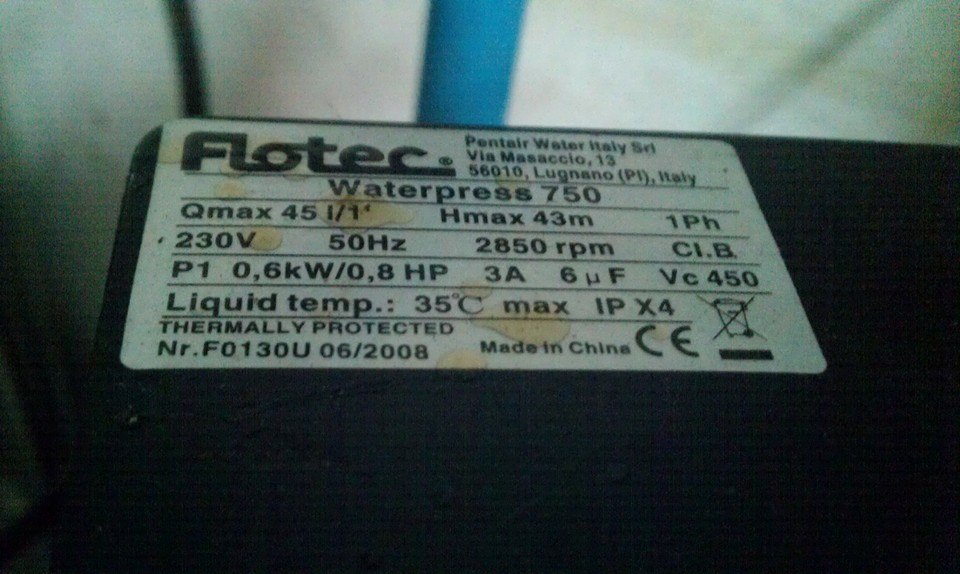 Flotec®
Pentair Water Italy Srl
Via Masaccio, 13
56010, Lugnano (PI), Italy
Waterpress 750
Qmax 45 l/1' Hmax 43m 1Ph
230V 50Hz 2850 rpm Cl.B.
P1 0,6kW/0,8 HP 3A 6µF Vc 450
Liquid temp.: 35℃ max IP X4
THERMALLY PROTECTED
Nr.F0130U 06/2008 Made in China CE